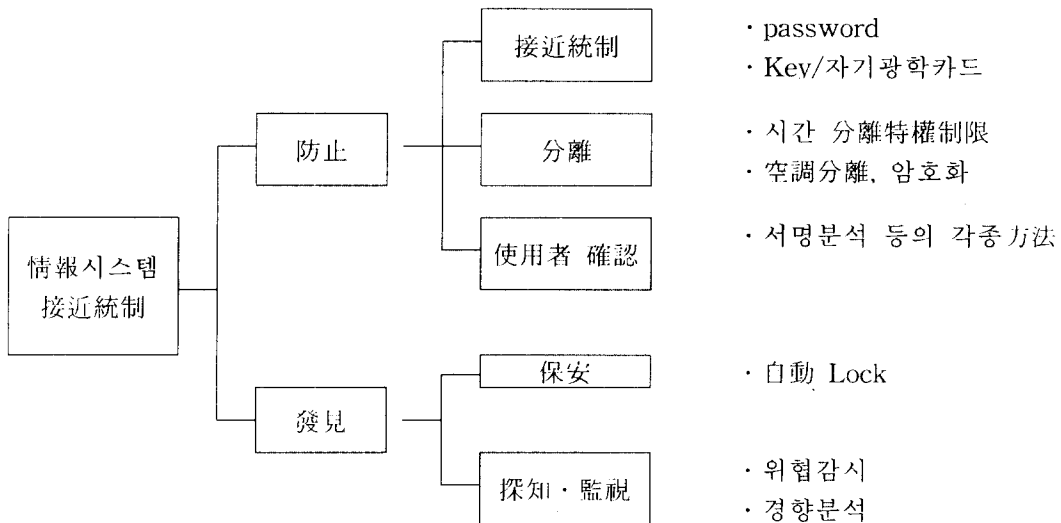 接近統制
· password
· Key/자기광학카드
防止
分離
· 시간 分離特權制限
· 空調分離, 암호화
情報시스템
接近統制
使用者 確認
· 서명분석 등의 각종方法
保安
· 自動 Lock
發見
探知 · 監視
· 위협감시
· 경향분석